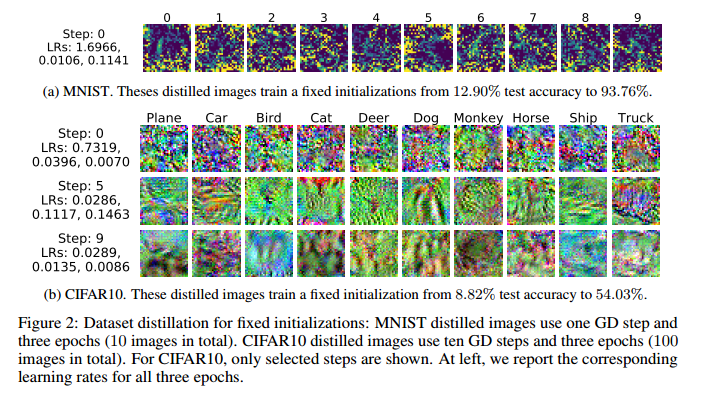 0 1 2 3 4 5 6 7 8 9
Step: 0
LRs: 1.6966,
0.0106, 0.1141
(a) MNIST. Theses distilled images train a fixed initializations from 12.90% test accuracy to 93.76%.
Plane Car Bird Cat Deer Dog Monkey Horse Ship Truck
Step: 0
LRs: 0.7319,
0.0396, 0.0070
Step: 5
LRs: 0.0286,
0.1117, 0.1463
Step: 9
LRs: 0.0289,
0.0135, 0.0086
(b) CIFAR10. These distilled images train a fixed initialization from 8.82% test accuracy to 54.03%.
Figure 2: Dataset distillation for fixed initializations: MNIST distilled images use one GD step and
three epochs (10 images in total). CIFAR10 distilled images use ten GD steps and three epochs (100
images in total). For CIFAR10, only selected steps are shown. At left, we report the corresponding
learning rates for all three epochs.